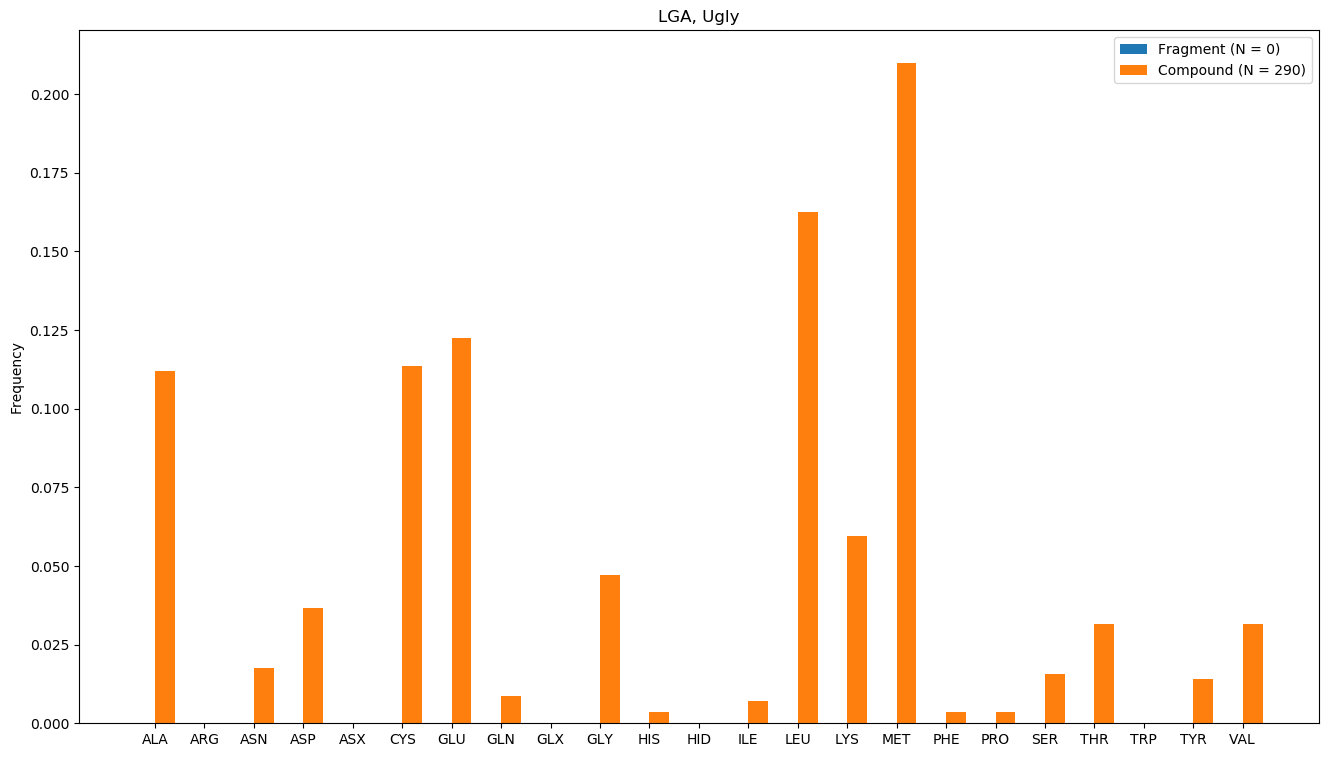 LGA, Ugly
Fragment (N = 0)
Compound (N = 290)
Frequency
0.200
0.175
0.150
0.125
0.100
0.075
0.050
0.025
0.000
ALA ARG ASN ASP ASX CYS GLU GLN GLX GLY HIS HID ILE LEU LYS MET PHE PRO SER THR TRP TYR VAL